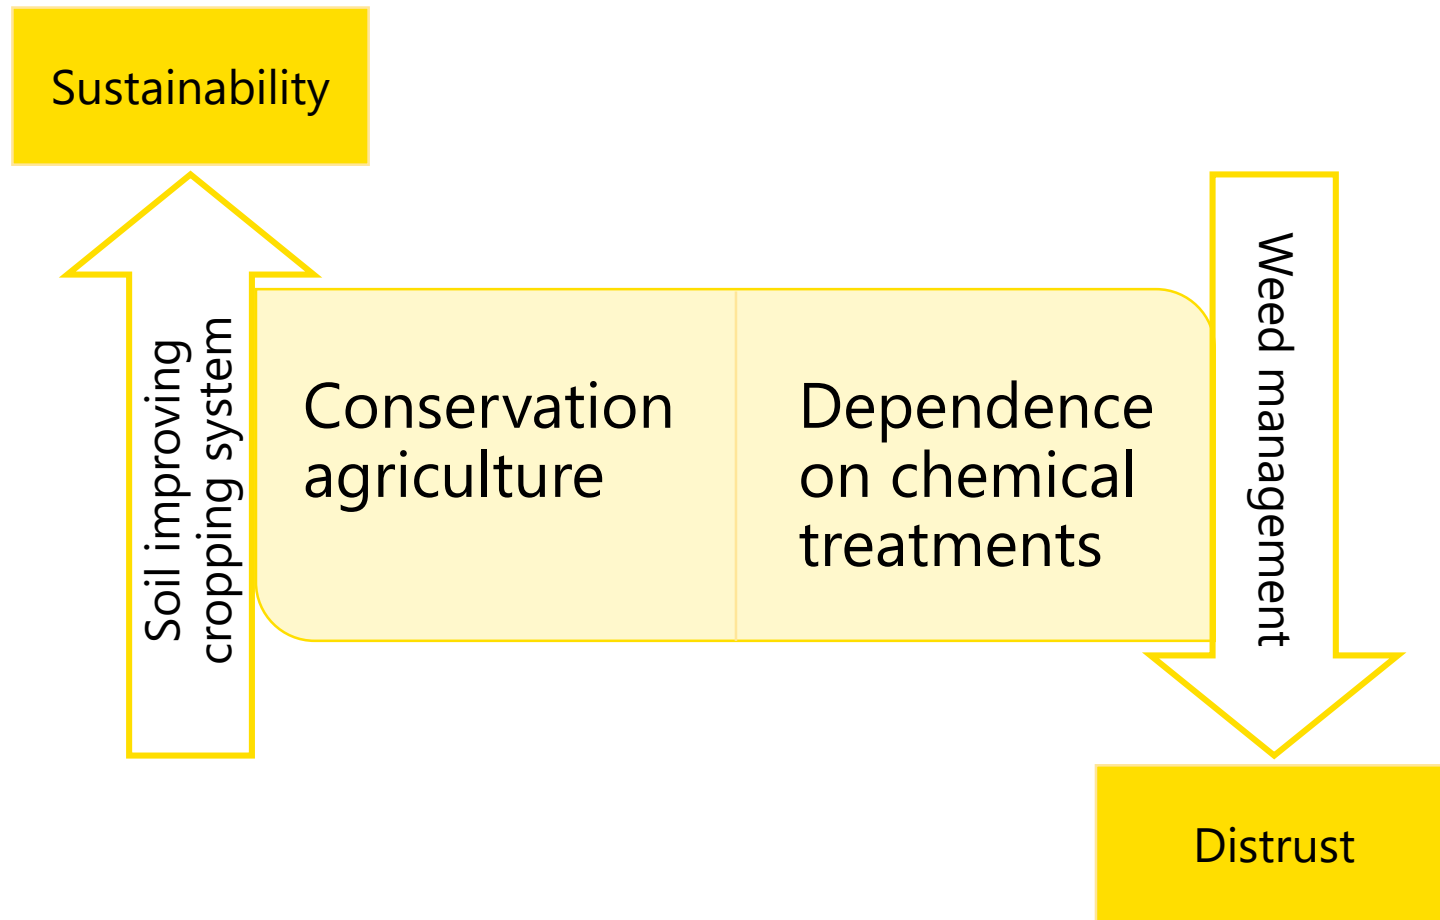 Sustainability
Soil improving
cropping system
Conservation
agriculture
Dependence
on chemical
treatments
Weed management
Distrust